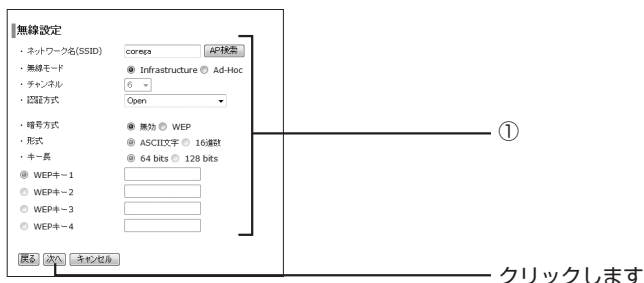 無線設定
・ネットワーク名(SSID) corega AP検索
・無線モード Infrastructure Ad-Hoc
・チャンネル 6
・認証方式 Open
・暗号方式 無効 WEP
・形式 ASCII文字 16進数
・キー長 64 bits 128 bits
WEPキー1
WEPキー2
WEPキー3
WEPキー4
戻る 次へ キャンセル
①
クリックします